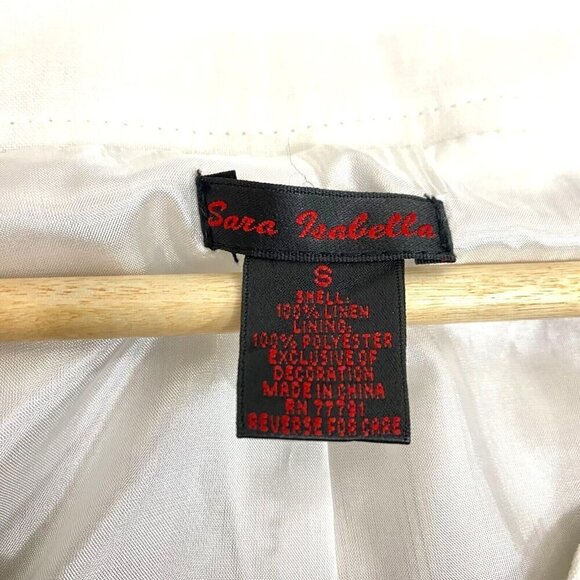 Sara Isabella
S
SHELL:
100% LINEN
LINING:
100% POLYESTER
EXCLUSIVE OF
DECORATION
MADE IN CHINA
RN 77791
REVERSE FOR CARE